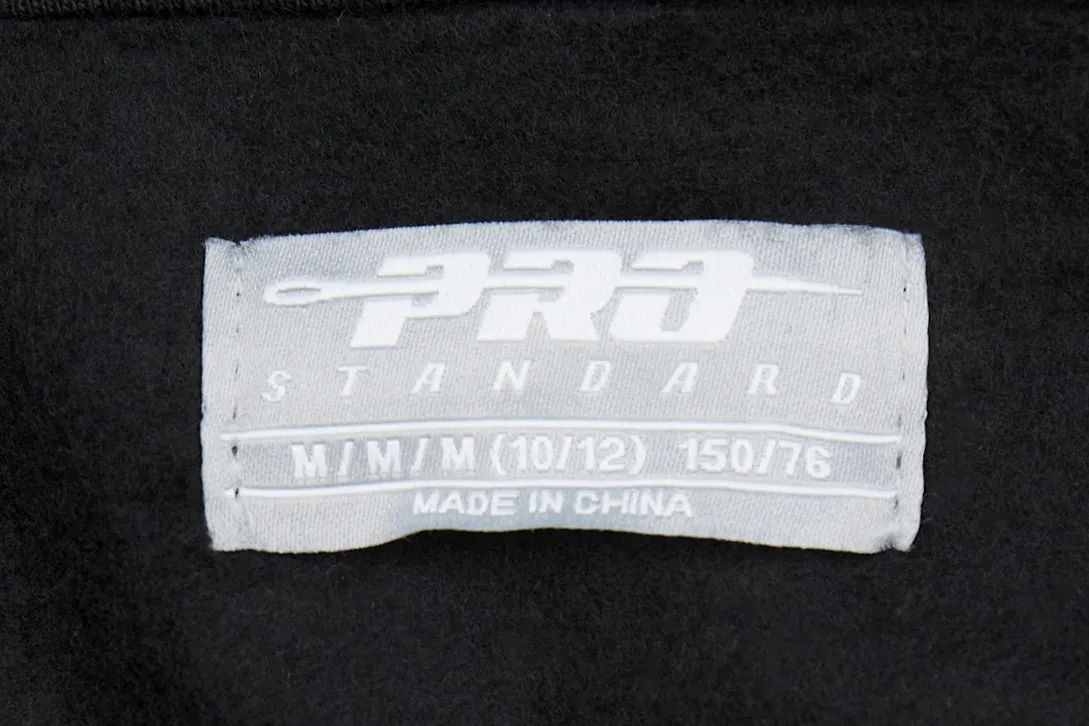 PRO
STANDARD
M/M/M (10/12) 150/76
MADE IN CHINA